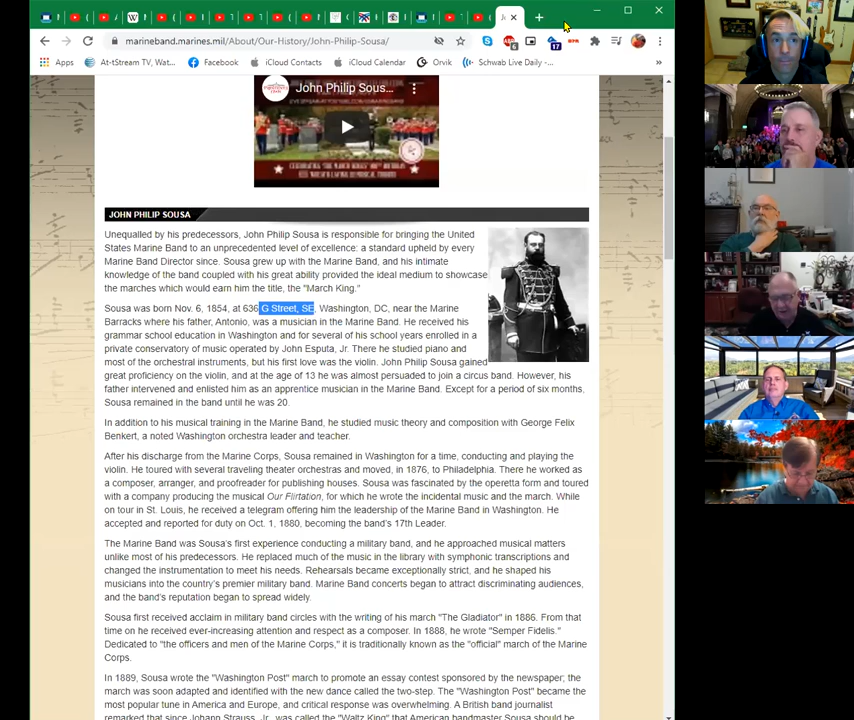 marineband.marines.mil/About/Our-History/John-Philip-Sousa/
Apps At-tStream TV, Wat... Facebook iCloud Contacts iCloud Calendar Orvik Schwab Live Daily -...
John Philip Sous...
JOHN PHILIP SOUSA
Unequalled by his predecessors, John Philip Sousa is responsible for bringing the United
States Marine Band to an unprecedented level of excellence: a standard upheld by every
Marine Band Director since. Sousa grew up with the Marine Band, and his intimate
knowledge of the band coupled with his great ability provided the ideal medium to showcase
the marches which would earn him the title, the "March King."
Sousa was born Nov. 6, 1854, at 636 G Street, SE, Washington, DC, near the Marine
Barracks where his father, Antonio, was a musician in the Marine Band. He received his
grammar school education in Washington and for several of his school years enrolled in a
private conservatory of music operated by John Esputa, Jr. There he studied piano and
most of the orchestral instruments, but his first love was the violin. John Philip Sousa gained
great proficiency on the violin, and at the age of 13 he was almost persuaded to join a circus band. However, his
father intervened and enlisted him as an apprentice musician in the Marine Band. Except for a period of six months,
Sousa remained in the band until he was 20.
In addition to his musical training in the Marine Band, he studied music theory and composition with George Felix
Benkert, a noted Washington orchestra leader and teacher.
After his discharge from the Marine Corps, Sousa remained in Washington for a time, conducting and playing the
violin. He toured with several traveling theater orchestras and moved, in 1876, to Philadelphia. There he worked as
a composer, arranger, and proofreader for publishing houses. Sousa was fascinated by the operetta form and toured
with a company producing the musical Our Flirtation, for which he wrote the incidental music and the march. While
on tour in St. Louis, he received a telegram offering him the leadership of the Marine Band in Washington. He
accepted and reported for duty on Oct. 1, 1880, becoming the band's 17th Leader.
The Marine Band was Sousa's first experience conducting a military band, and he approached musical matters
unlike most of his predecessors. He replaced much of the music in the library with symphonic transcriptions and
changed the instrumentation to meet his needs. Rehearsals became exceptionally strict, and he shaped his
musicians into the country's premier military band. Marine Band concerts began to attract discriminating audiences,
and the band's reputation began to spread widely.
Sousa first received acclaim in military band circles with the writing of his march "The Gladiator" in 1886. From that
time on he received ever-increasing attention and respect as a composer. In 1888, he wrote "Semper Fidelis."
Dedicated to "the officers and men of the Marine Corps," it is traditionally known as the "official" march of the Marine
Corps.
In 1889, Sousa wrote the "Washington Post" march to promote an essay contest sponsored by the newspaper; the
march was soon adapted and identified with the new dance called the two-step. The "Washington Post" became the
most popular tune in America and Europe, and critical response was overwhelming. A British band journalist
remarked that since Johann Strauss, Jr., was called the "Waltz King" that American bandmaster Sousa should be